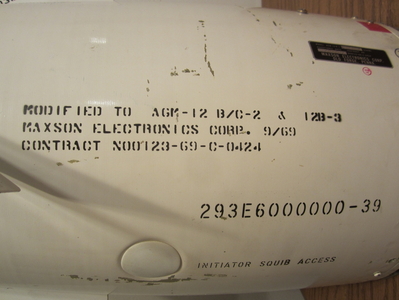 MODIFIED TO AGM-12 B/C-2 & 12B-3
MAXSON ELECTRONICS CORP. 9/69
CONTRACT N00123-69-C-0424
293E6000000-39
INITIATOR SQUIB ACCESS